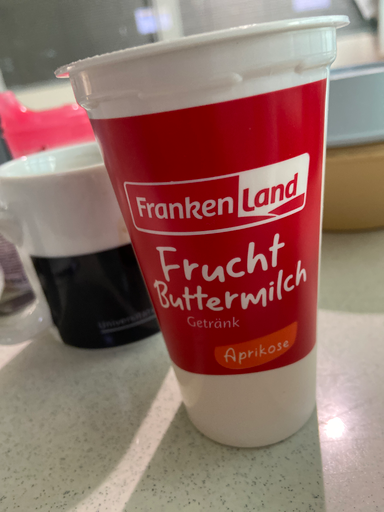 FrankenLand
Frucht
Buttermilch
Getränk
Aprikose